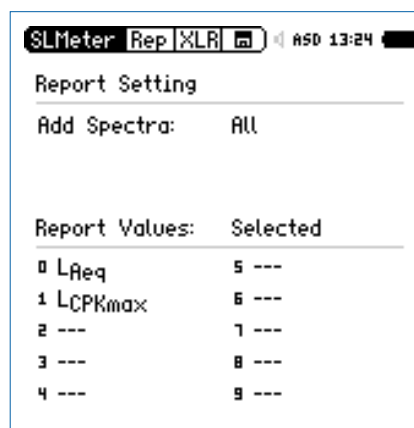 SLMeter Rep XLR ASD 13:24
Report Setting
Add Spectra: All
Report Values: Selected
0 LAeq 5 ---
1 LCPKmax 6 ---
2 --- 7 ---
3 --- 8 ---
4 --- 9 ---